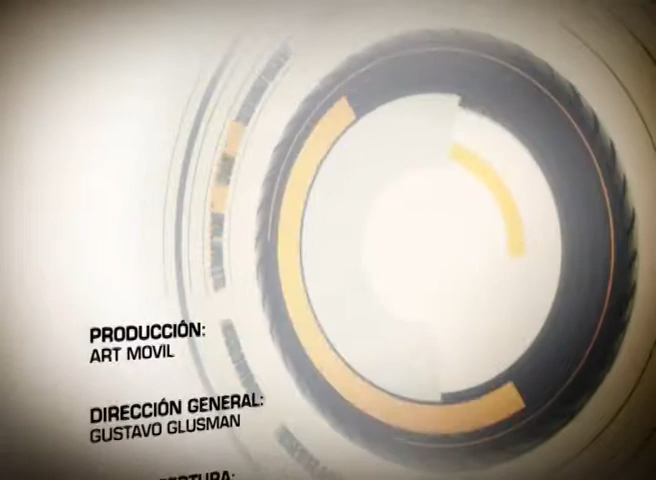 PRODUCCIÓN:
ART MOVIL
DIRECCIÓN GENERAL:
GUSTAVO GLUSMAN